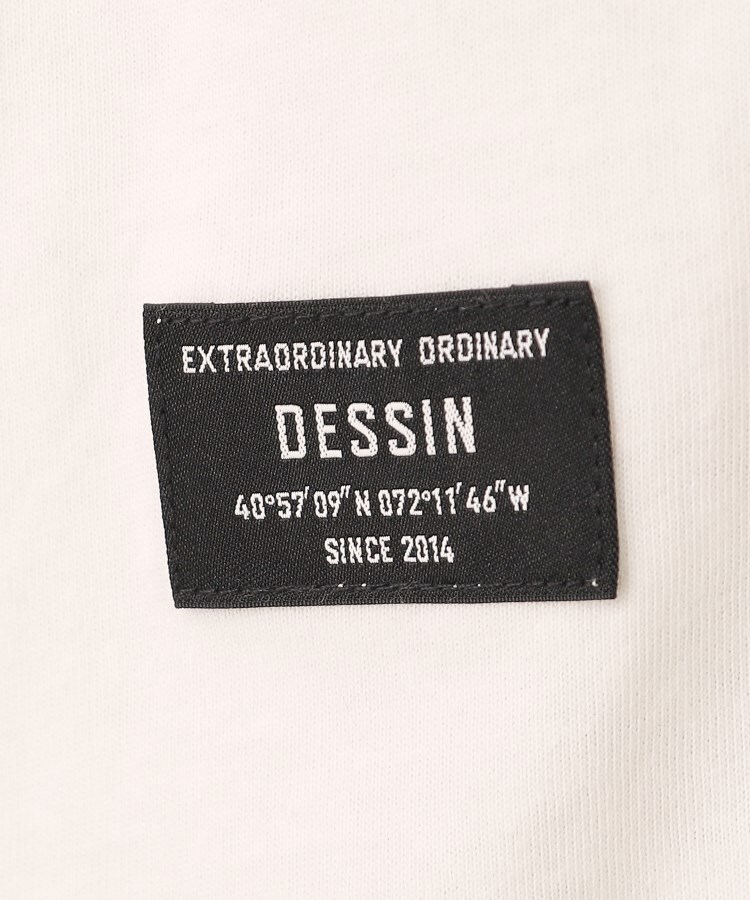 EXTRAORDINARY ORDINARY
DESSIN
40°57′09″N 072°11′46″W
SINCE 2014